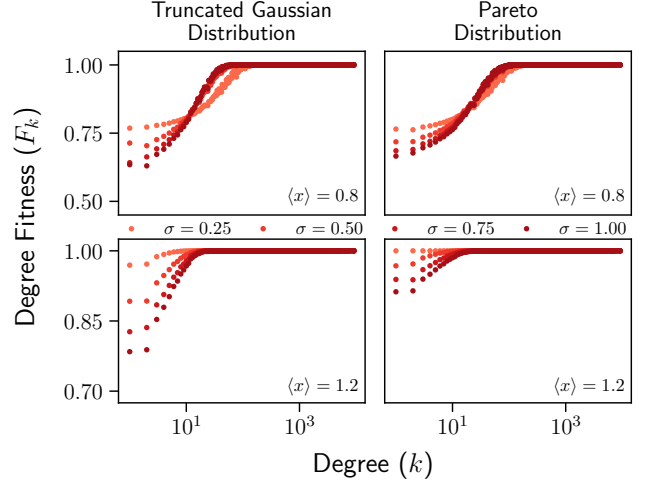 Truncated Gaussian
Distribution
Pareto
Distribution
Degree Fitness (F_k)
1.00
0.75
0.50
⟨x⟩ = 0.8
⟨x⟩ = 0.8
σ = 0.25
σ = 0.50
σ = 0.75
σ = 1.00
1.00
0.85
0.70
⟨x⟩ = 1.2
⟨x⟩ = 1.2
10^1
10^3
10^1
10^3
Degree (k)